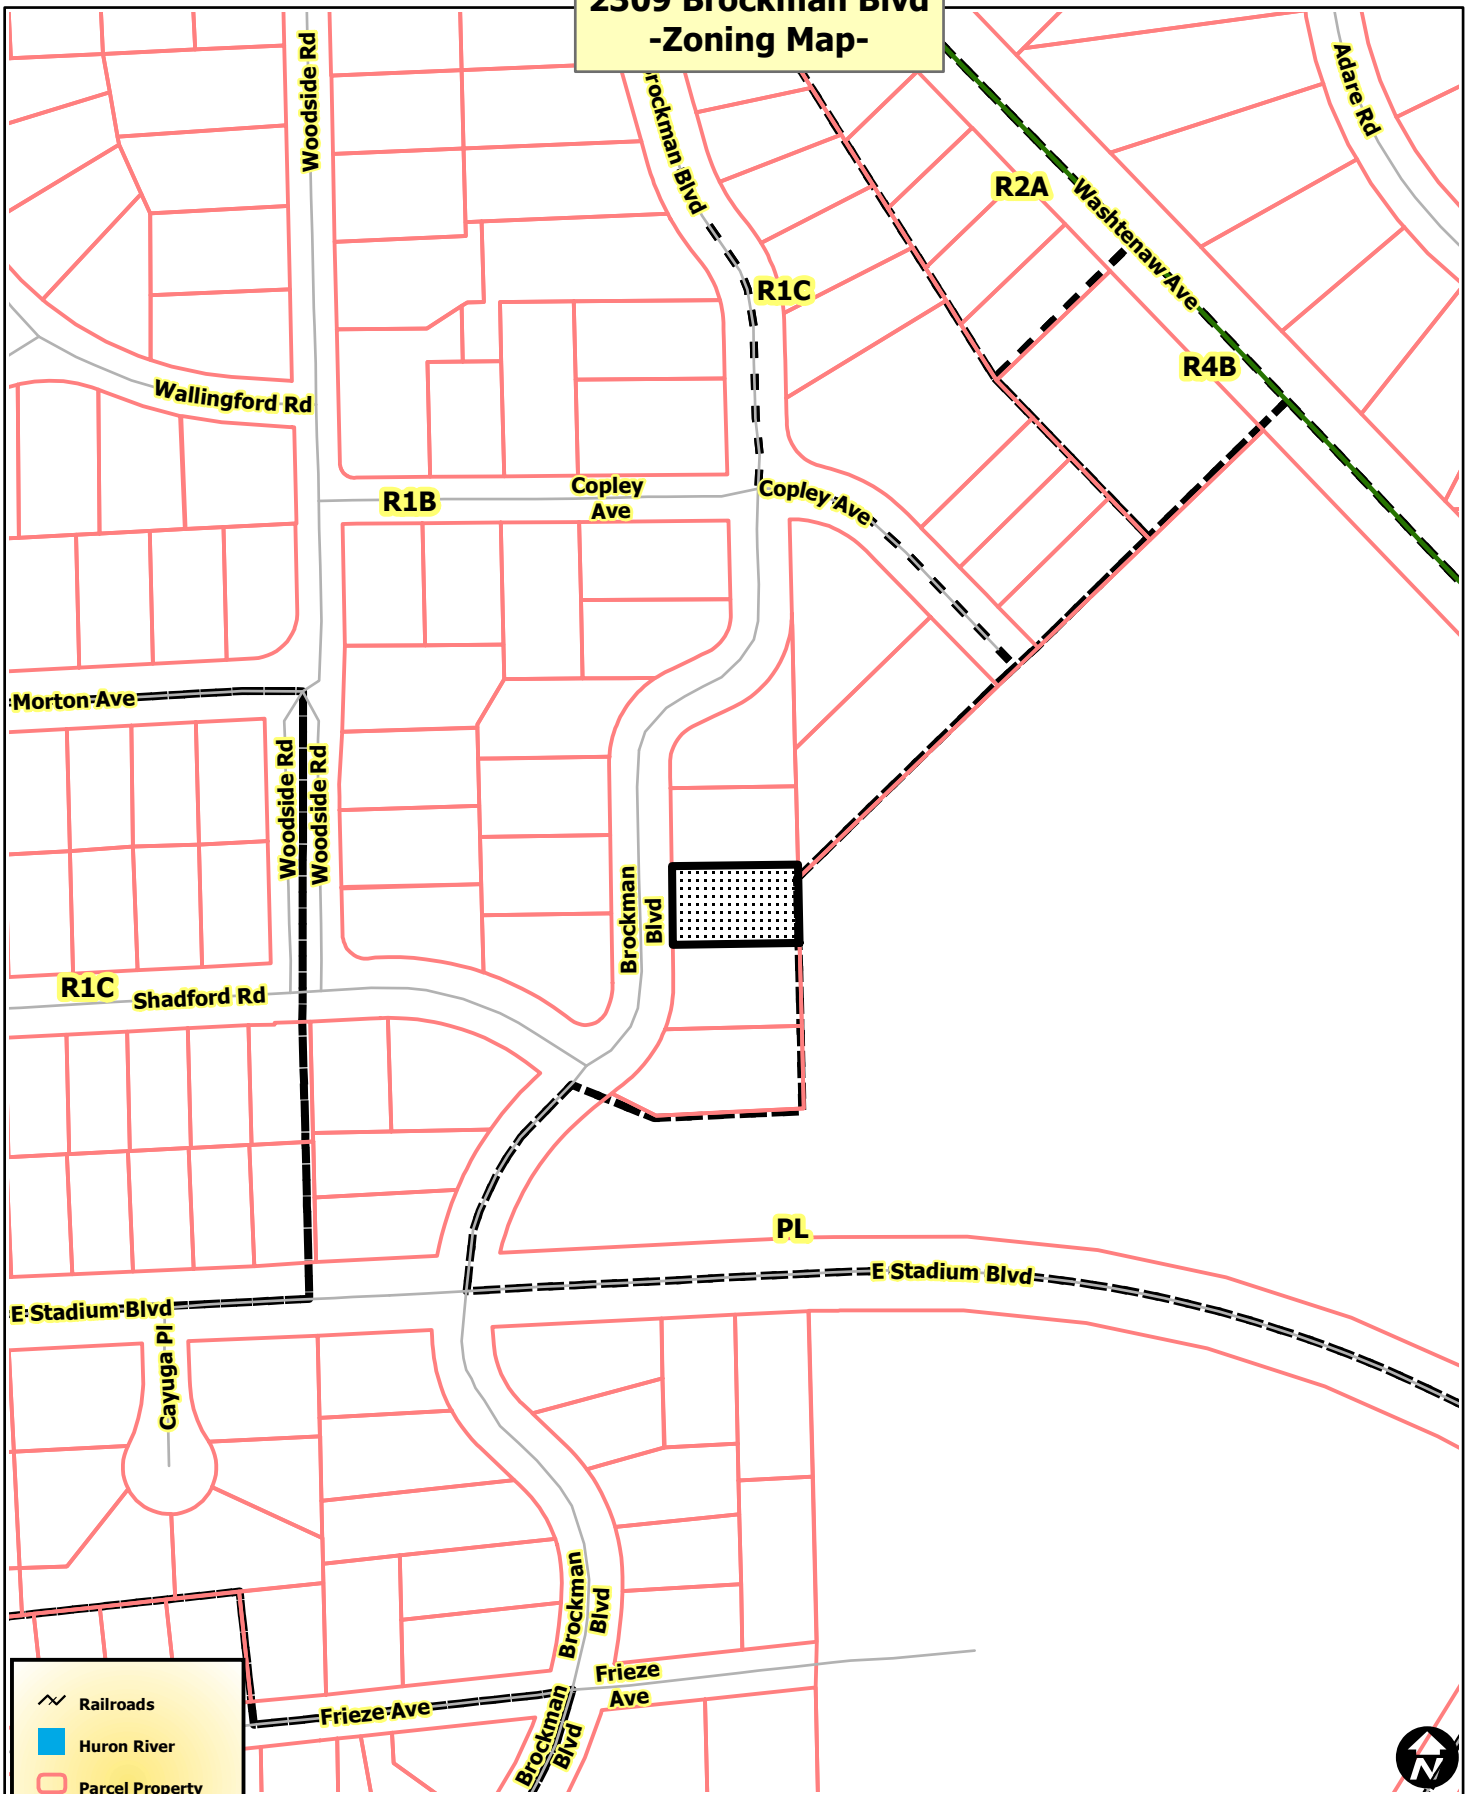 2309 Brockman Blvd
-Zoning Map-
Woodside Rd
Brockman Blvd
Adare Rd
R2A
Washtenaw Ave
R1C
R4B
Wallingford Rd
R1B
Copley
Ave
Copley Ave
Morton Ave
Woodside Rd
Woodside Rd
Brockman
Blvd
R1C
Shadford Rd
PL
E Stadium Blvd
E Stadium Blvd
Cayuga Pl
Brockman
Blvd
Frieze
Ave
Frieze Ave
Brockman
Blvd
Railroads
Huron River
Parcel Property
N